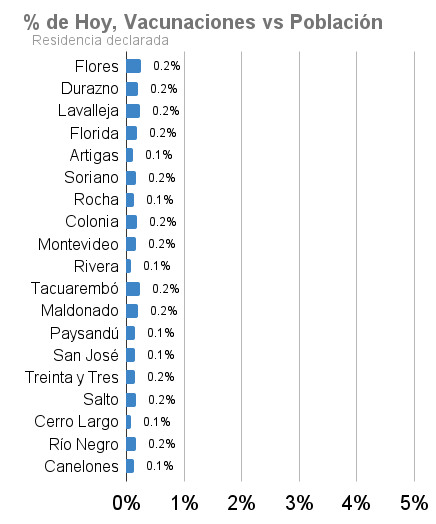 % de Hoy, Vacunaciones vs Población
Residencia declarada
Flores 0.2%
Durazno 0.2%
Lavalleja 0.2%
Florida 0.2%
Artigas 0.1%
Soriano 0.2%
Rocha 0.1%
Colonia 0.2%
Montevideo 0.2%
Rivera 0.1%
Tacuarembó 0.2%
Maldonado 0.2%
Paysandú 0.1%
San José 0.1%
Treinta y Tres 0.2%
Salto 0.2%
Cerro Largo 0.1%
Río Negro 0.2%
Canelones 0.1%
0% 1% 2% 3% 4% 5%